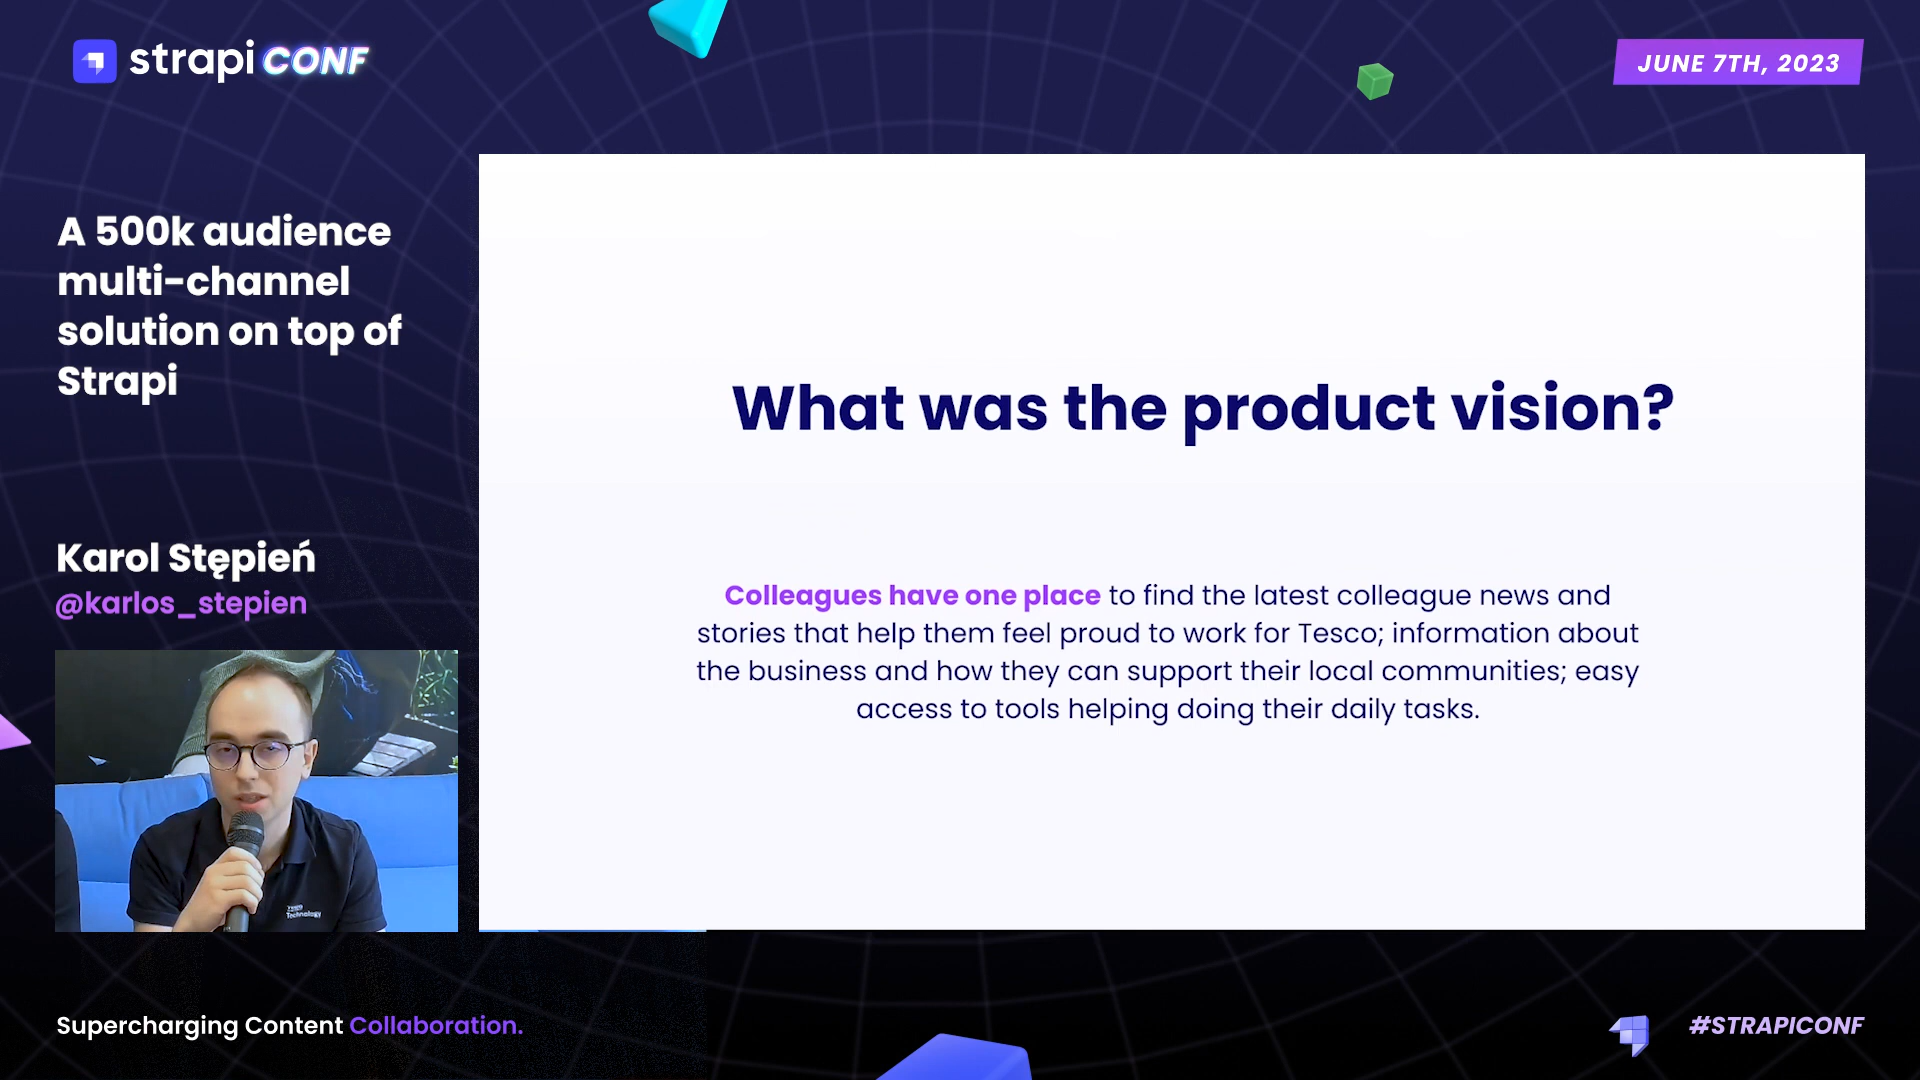 strapi CONF
JUNE 7TH, 2023
A 500k audience
multi-channel
solution on top of
Strapi
Karol Stępień
@karlos_stepien
What was the product vision?
Colleagues have one place to find the latest colleague news and
stories that help them feel proud to work for Tesco; information about
the business and how they can support their local communities; easy
access to tools helping doing their daily tasks.
Technology
Supercharging Content Collaboration.
#STRAPICONF